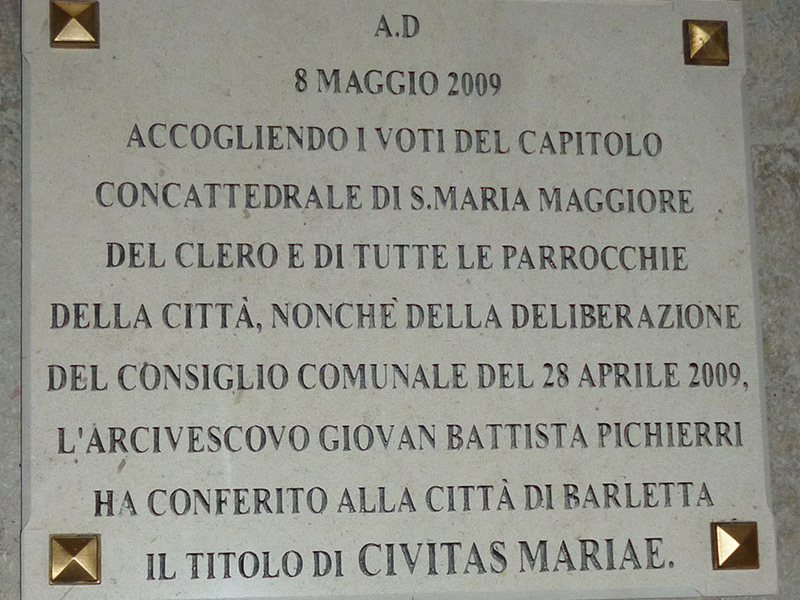 A.D
8 MAGGIO 2009
ACCOGLIENDO I VOTI DEL CAPITOLO
CONCATTEDRALE DI S.MARIA MAGGIORE
DEL CLERO E DI TUTTE LE PARROCCHIE
DELLA CITTÀ, NONCHÈ DELLA DELIBERAZIONE
DEL CONSIGLIO COMUNALE DEL 28 APRILE 2009,
L'ARCIVESCOVO GIOVAN BATTISTA PICHIERRI
HA CONFERITO ALLA CITTÀ DI BARLETTA
IL TITOLO DI CIVITAS MARIAE.